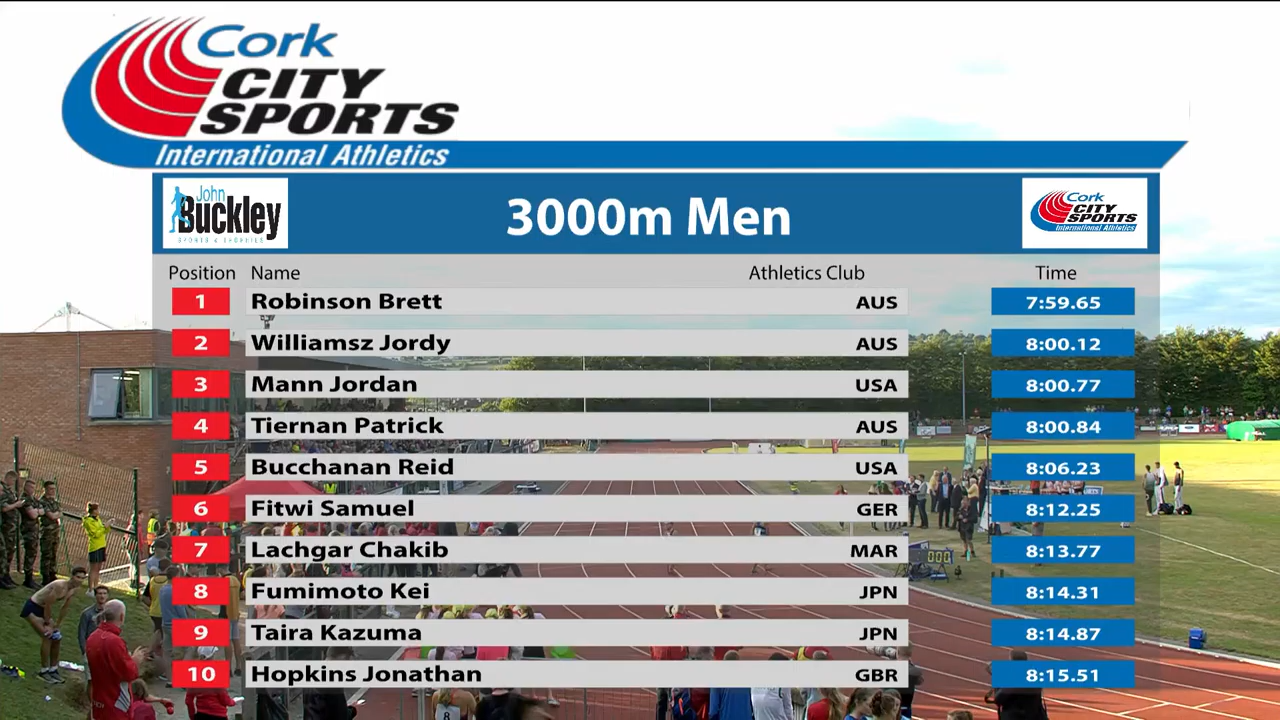 Cork
CITY
SPORTS
International Athletics
John
Buckley
3000m Men
Cork
CITY
SPORTS
International Athletics
Position Name Athletics Club Time
1 Robinson Brett AUS 7:59.65
2 Williamsz Jordy AUS 8:00.12
3 Mann Jordan USA 8:00.77
4 Tiernan Patrick AUS 8:00.84
5 Bucchanan Reid USA 8:06.23
6 Fitwi Samuel GER 8:12.25
7 Lachgar Chakib MAR 8:13.77
8 Fumimoto Kei JPN 8:14.31
9 Taira Kazuma JPN 8:14.87
10 Hopkins Jonathan GBR 8:15.51
8